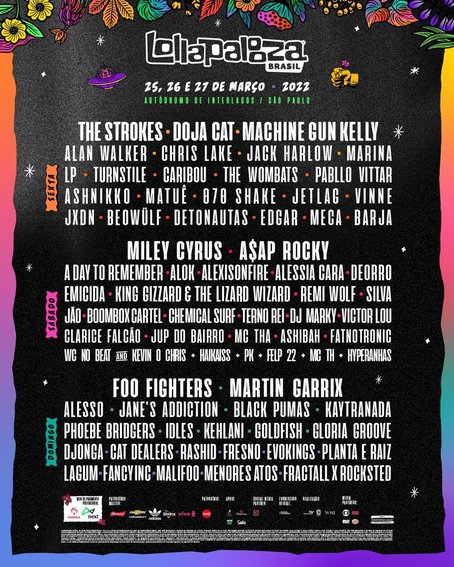 Lollapalooza
BRASIL
25, 26 E 27 DE MARÇO • 2022
AUTÓDROMO DE INTERLAGOS / SÃO PAULO
THE STROKES • DOJA CAT • MACHINE GUN KELLY
ALAN WALKER • CHRIS LAKE • JACK HARLOW • MARINA
LP • TURNSTILE • CARIBOU • THE WOMBATS • PABLLO VITTAR
SEXTA
ASHNIKKO • MATUÊ • 070 SHAKE • JETLAG • VINNE
JXDN • BEOWÜLF • DETONAUTAS • EDGAR • MECA • BARJA
MILEY CYRUS • A$AP ROCKY
A DAY TO REMEMBER • ALOK • ALEXISONFIRE • ALESSIA CARA • DEORRO
EMICIDA • KING GIZZARD & THE LIZARD WIZARD • REMI WOLF • SILVA
SÁBADO
JÃO • BOOMBOX CARTEL • CHEMICAL SURF • TERNO REI • DJ MARKY • VICTOR LOU
CLARICE FALCÃO • JUP DO BAIRRO • MC THA • ASHIBAH • FATNOTRONIC
WC NO BEAT AND KEVIN O CHRIS + HAIKAISS + PK + FELP 22 + MC TH + HYPERANHAS
FOO FIGHTERS • MARTIN GARRIX
ALESSO • JANE'S ADDICTION • BLACK PUMAS • KAYTRANADA
PHOEBE BRIDGERS • IDLES • KEHLANI • GOLDFISH • GLORIA GROOVE
DOMINGO
DJONGA • CAT DEALERS • RASHID • FRESNO • EVOKINGS • PLANTA E RAIZ
LAGUM • FANCYING • MALIFOO • MENORES ATOS • FRACTALL X ROCKSTED
next
CHEVROLET
adidas
vivo